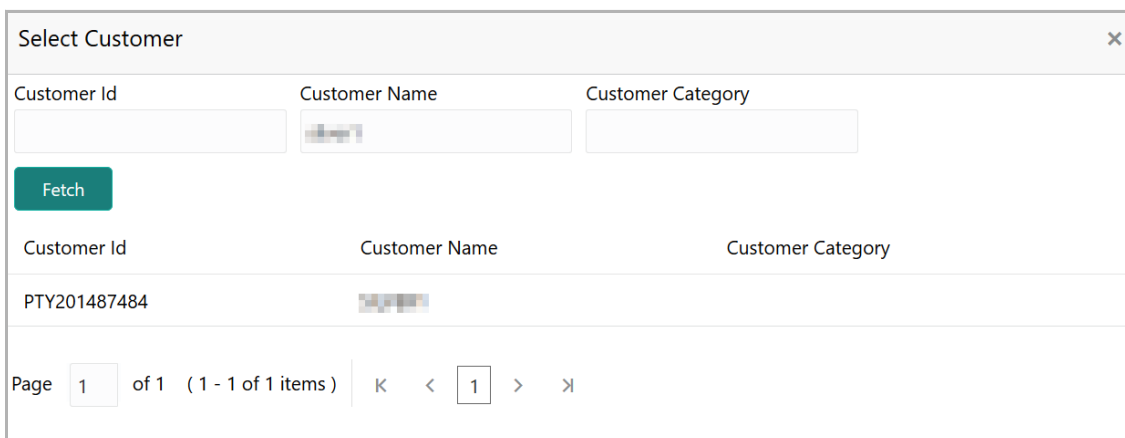 Select Customer ×
Customer Id Customer Name Customer Category
Fetch
Customer Id Customer Name Customer Category
PTY201487484
Page 1 of 1 ( 1 - 1 of 1 items ) 1